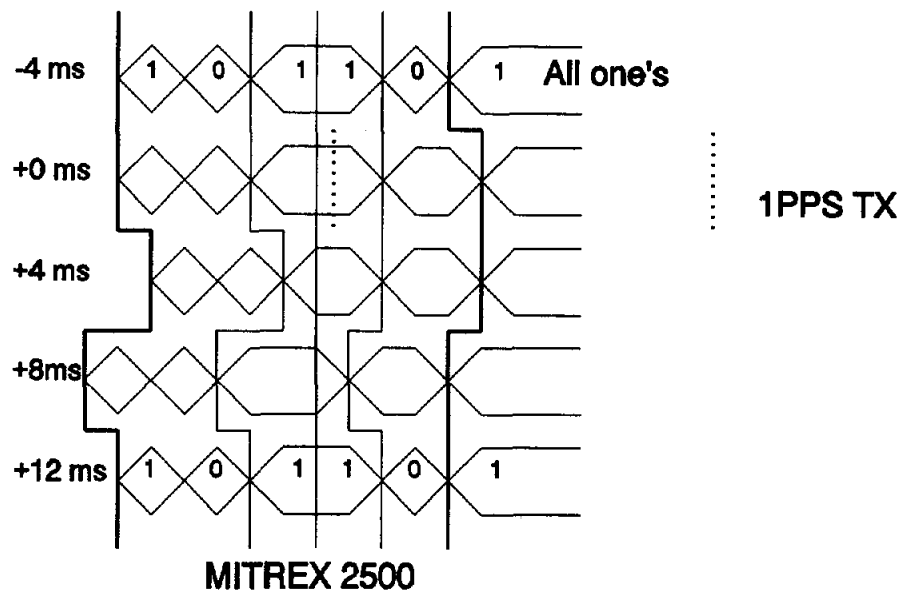 -4 ms 1 0 1 1 0 1 All one's
+0 ms
1PPS TX
+4 ms
+8ms
+12 ms 1 0 1 1 0 1
MITREX 2500